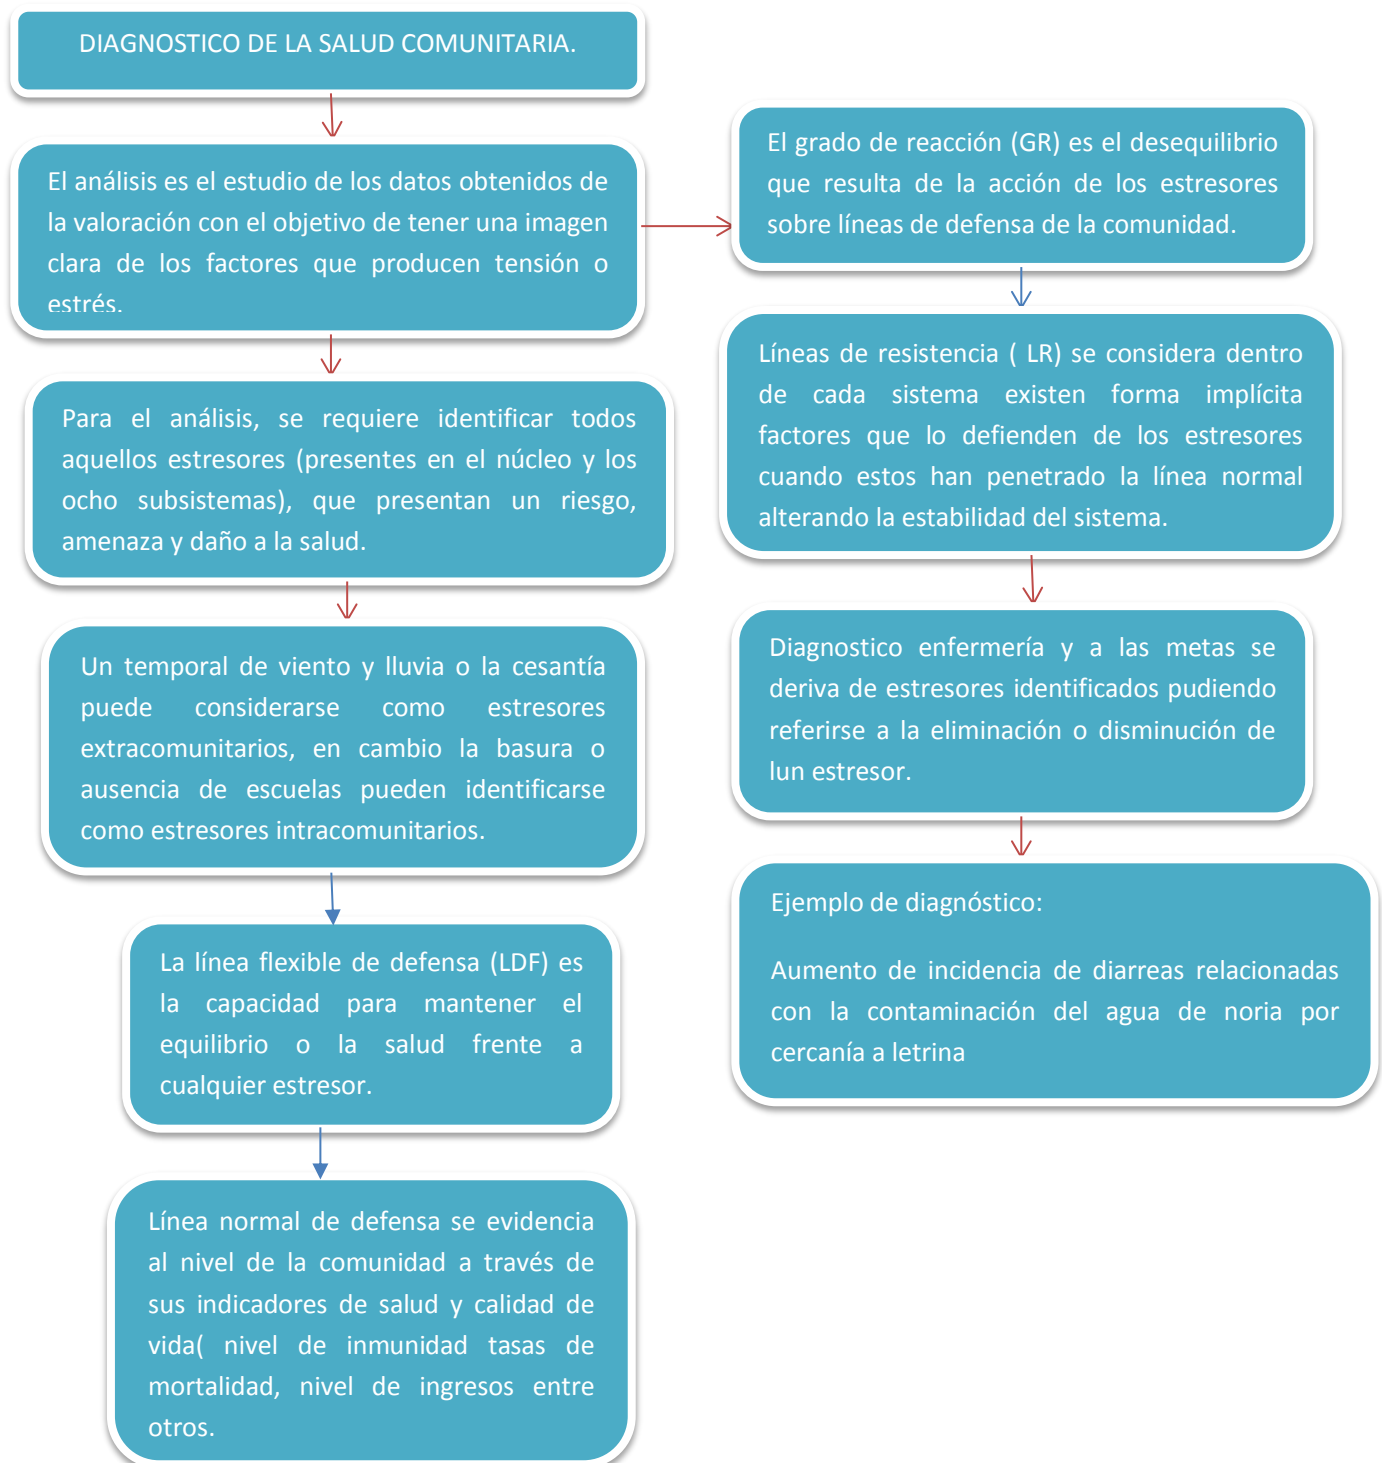 DIAGNOSTICO DE LA SALUD COMUNITARIA.
El análisis es el estudio de los datos obtenidos de
la valoración con el objetivo de tener una imagen
clara de los factores que producen tensión o
estrés.
Para el análisis, se requiere identificar todos
aquellos estresores (presentes en el núcleo y los
ocho subsistemas), que presentan un riesgo,
amenaza y daño a la salud.
Un temporal de viento y lluvia o la cesantía
puede considerarse como estresores
extracomunitarios, en cambio la basura o
ausencia de escuelas pueden identificarse
como estresores intracomunitarios.
La línea flexible de defensa (LDF) es
la capacidad para mantener el
equilibrio o la salud frente a
cualquier estresor.
Línea normal de defensa se evidencia
al nivel de la comunidad a través de
sus indicadores de salud y calidad de
vida( nivel de inmunidad tasas de
mortalidad, nivel de ingresos entre
otros.
El grado de reacción (GR) es el desequilibrio
que resulta de la acción de los estresores
sobre líneas de defensa de la comunidad.
Líneas de resistencia ( LR) se considera dentro
de cada sistema existen forma implícita
factores que lo defienden de los estresores
cuando estos han penetrado la línea normal
alterando la estabilidad del sistema.
Diagnostico enfermería y a las metas se
deriva de estresores identificados pudiendo
referirse a la eliminación o disminución de
lun estresor.
Ejemplo de diagnóstico:
Aumento de incidencia de diarreas relacionadas
con la contaminación del agua de noria por
cercanía a letrina